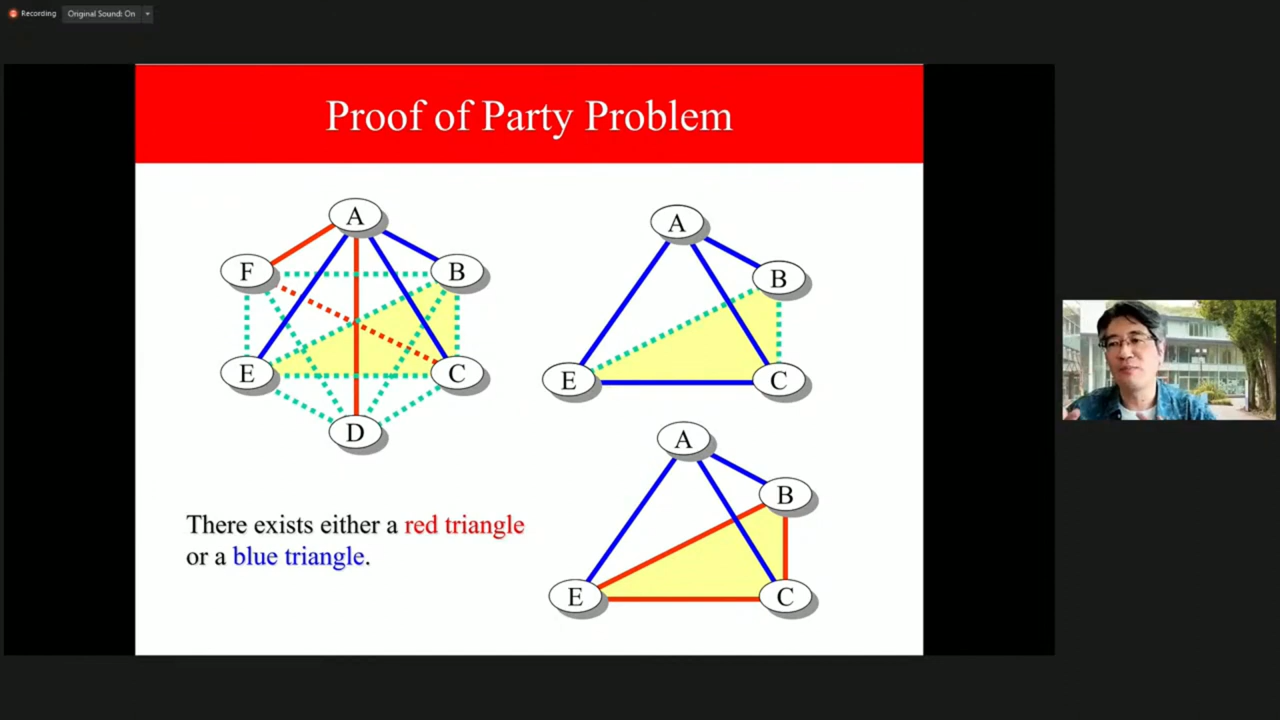 Recording
Original Sound: On
Proof of Party Problem
A
F
B
E
C
D
A
B
E
C
A
B
E
C
There exists either a red triangle
or a blue triangle.